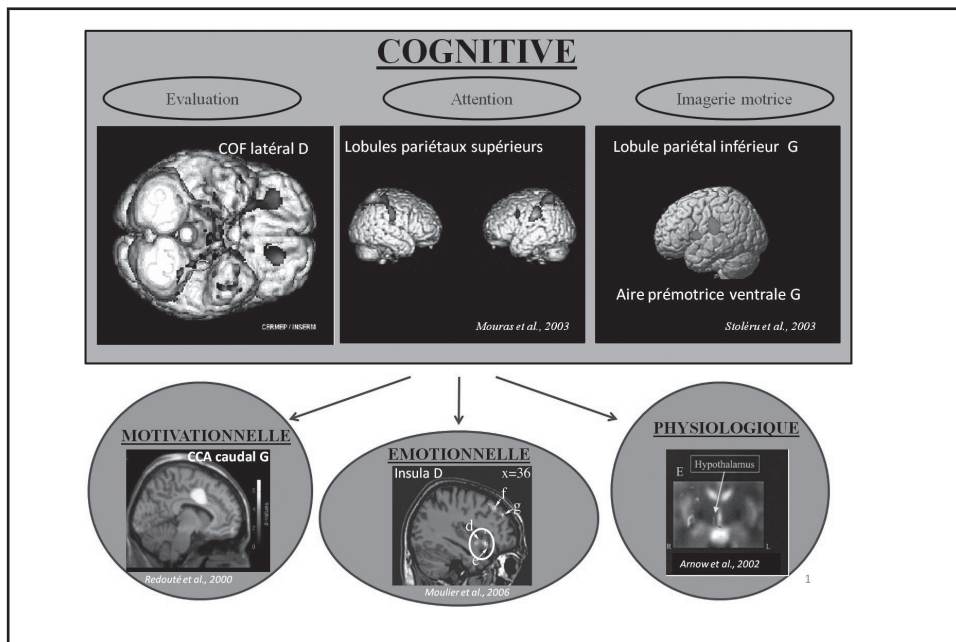 COGNITIVE
Evaluation
Attention
Imagerie motrice
COF latéral D
CERMEP / INSERM
Lobules pariétaux supérieurs
Mouras et al., 2003
Lobule pariétal inférieur G
Aire prémotrice ventrale G
Stoléru et al., 2003
MOTIVATIONNELLE
CCA caudal G
Redouté et al., 2000
EMOTIONNELLE
Insula D x=36
f
g
d
Moulier et al., 2006
PHYSIOLOGIQUE
E
Hypothalamus
R L
Arnow et al., 2002
1